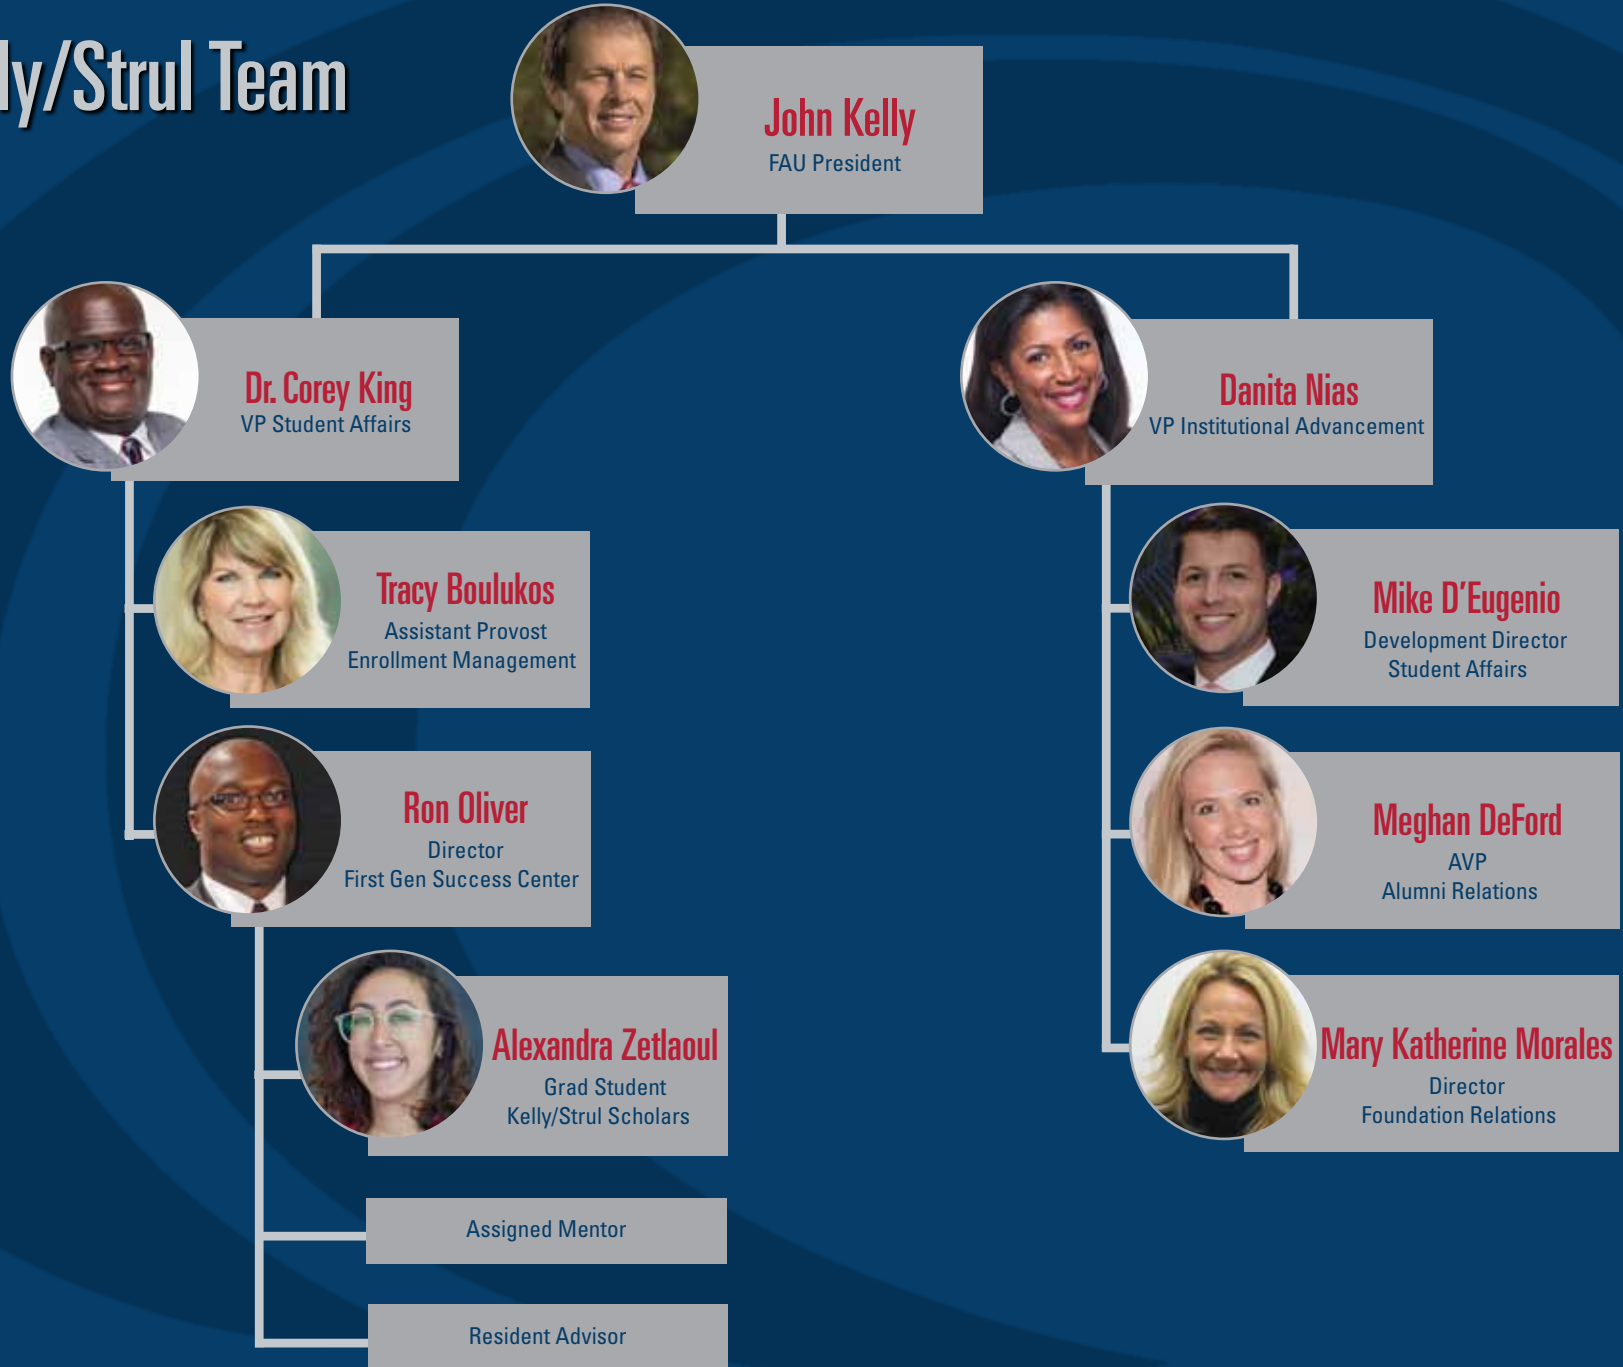 ly/Strul Team
John Kelly
FAU President
Dr. Corey King
VP Student Affairs
Danita Nias
VP Institutional Advancement
Tracy Boulukos
Assistant Provost
Enrollment Management
Mike D'Eugenio
Development Director
Student Affairs
Ron Oliver
Director
First Gen Success Center
Meghan DeFord
AVP
Alumni Relations
Alexandra Zetlaoul
Grad Student
Kelly/Strul Scholars
Mary Katherine Morales
Director
Foundation Relations
Assigned Mentor
Resident Advisor